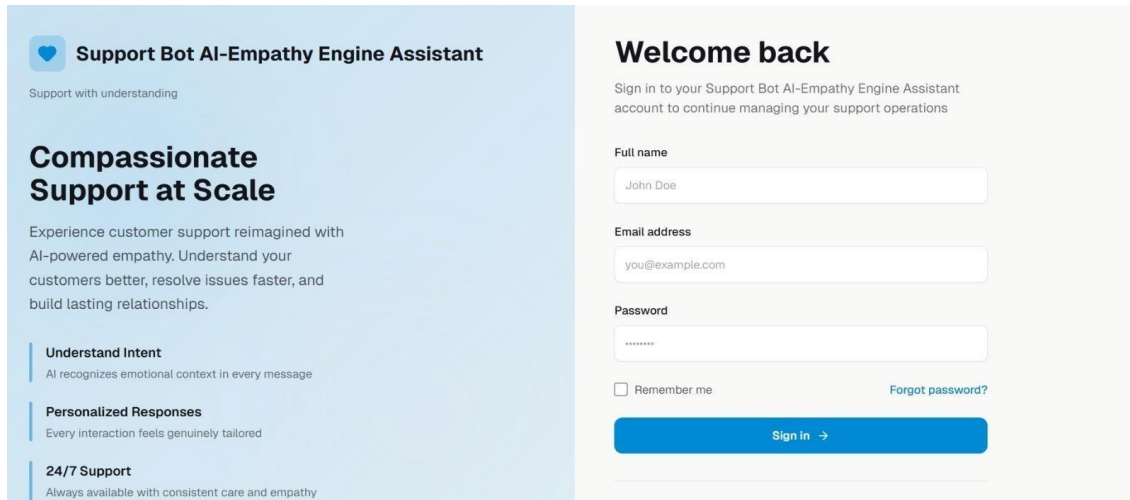 Support Bot AI-Empathy Engine Assistant
Support with understanding
Compassionate
Support at Scale
Experience customer support reimagined with
AI-powered empathy. Understand your
customers better, resolve issues faster, and
build lasting relationships.
Understand Intent
AI recognizes emotional context in every message
Personalized Responses
Every interaction feels genuinely tailored
24/7 Support
Always available with consistent care and empathy
Welcome back
Sign in to your Support Bot AI-Empathy Engine Assistant
account to continue managing your support operations
Full name
John Doe
Email address
you@example.com
Password
••••••••
Remember me
Forgot password?
Sign in →